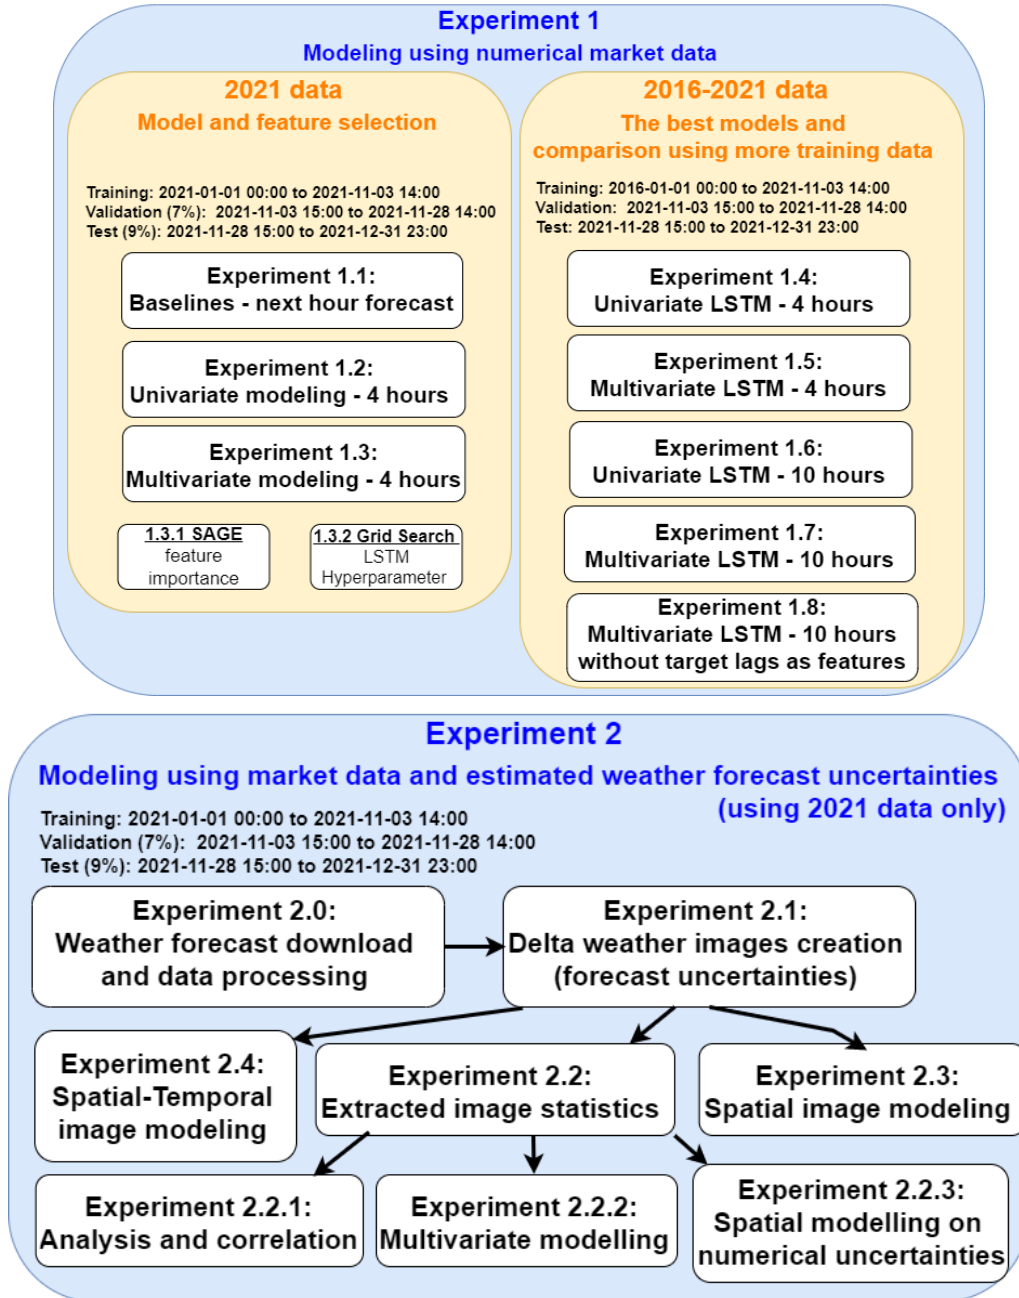 Experiment 1
Modeling using numerical market data
2021 data
Model and feature selection
Training: 2021-01-01 00:00 to 2021-11-03 14:00
Validation (7%): 2021-11-03 15:00 to 2021-11-28 14:00
Test (9%): 2021-11-28 15:00 to 2021-12-31 23:00
Experiment 1.1:
Baselines - next hour forecast
Experiment 1.2:
Univariate modeling - 4 hours
Experiment 1.3:
Multivariate modeling - 4 hours
1.3.1 SAGE
feature
importance
1.3.2 Grid Search
LSTM
Hyperparameter
2016-2021 data
The best models and
comparison using more training data
Training: 2016-01-01 00:00 to 2021-11-03 14:00
Validation: 2021-11-03 15:00 to 2021-11-28 14:00
Test: 2021-11-28 15:00 to 2021-12-31 23:00
Experiment 1.4:
Univariate LSTM - 4 hours
Experiment 1.5:
Multivariate LSTM - 4 hours
Experiment 1.6:
Univariate LSTM - 10 hours
Experiment 1.7:
Multivariate LSTM - 10 hours
Experiment 1.8:
Multivariate LSTM - 10 hours
without target lags as features
Experiment 2
Modeling using market data and estimated weather forecast uncertainties
(using 2021 data only)
Training: 2021-01-01 00:00 to 2021-11-03 14:00
Validation (7%): 2021-11-03 15:00 to 2021-11-28 14:00
Test (9%): 2021-11-28 15:00 to 2021-12-31 23:00
Experiment 2.0:
Weather forecast download
and data processing
Experiment 2.1:
Delta weather images creation
(forecast uncertainties)
Experiment 2.4:
Spatial-Temporal
image modeling
Experiment 2.2:
Extracted image statistics
Experiment 2.3:
Spatial image modeling
Experiment 2.2.1:
Analysis and correlation
Experiment 2.2.2:
Multivariate modelling
Experiment 2.2.3:
Spatial modelling on
numerical uncertainties